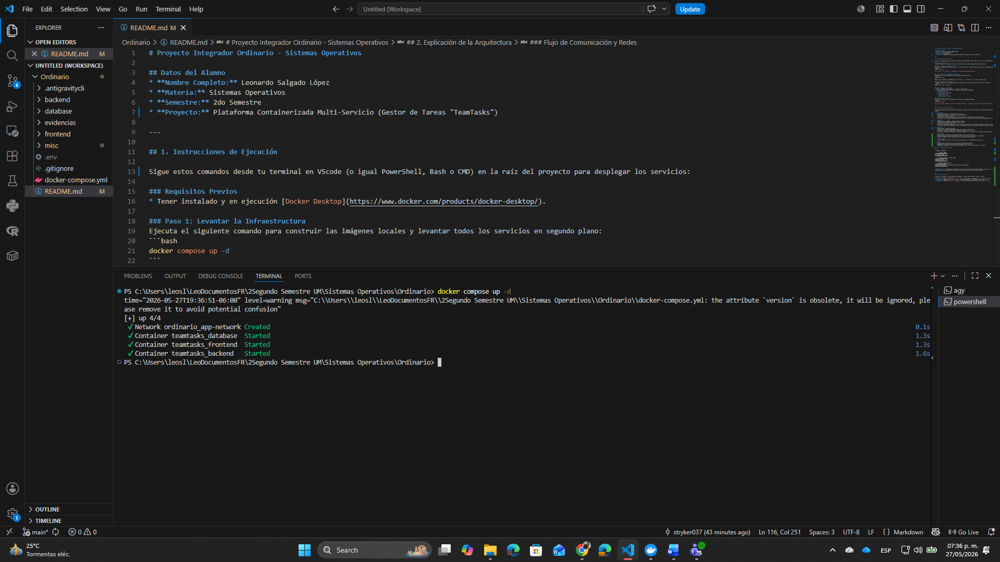 File Edit Selection View Go Run Terminal Help
Untitled (Workspace)
Update
EXPLORER
OPEN EDITORS
README.md M
UNTITLED (WORKSPACE)
Ordinario
.antigravitycli
backend
database
evidencias
frontend
misc
.env
.gitignore
docker-compose.yml
README.md M
OUTLINE
TIMELINE
4
1
README.md M
Ordinario > README.md > # Proyecto Integrador Ordinario - Sistemas Operativos > ## 2. Explicación de la Arquitectura > ### Flujo de Comunicación y Redes
1 # Proyecto Integrador Ordinario - Sistemas Operativos
2
3 ## Datos del Alumno
4 * **Nombre Completo:** Leonardo Salgado López
5 * **Materia:** Sistemas Operativos
6 * **Semestre:** 2do Semestre
7 * **Proyecto:** Plataforma Containerizada Multi-Servicio (Gestor de Tareas "TeamTasks")
8
9 ---
10
11 ## 1. Instrucciones de Ejecución
12
13 Sigue estos comandos desde tu terminal en VScode (o igual PowerShell, Bash o CMD) en la raíz del proyecto para desplegar los servicios:
14
15 ### Requisitos Previos
16 * Tener instalado y en ejecución [Docker Desktop](https://www.docker.com/products/docker-desktop/).
17
18 ### Paso 1: Levantar la Infraestructura
19 Ejecuta el siguiente comando para construir las imágenes locales y levantar todos los servicios en segundo plano:
20 ```bash
21 docker compose up -d
22 ```
PROBLEMS OUTPUT DEBUG CONSOLE TERMINAL PORTS
PS C:\Users\leosl\LeoDocumentosFR\2Segundo Semestre UM\Sistemas Operativos\Ordinario> docker compose up -d
time="2026-05-27T19:36:51-06:00" level=warning msg="C:\\Users\\leosl\\LeoDocumentosFR\\2Segundo Semestre UM\\Sistemas Operativos\\Ordinario\\docker-compose.yml: the attribute `version` is obsolete, it will be ignored, ple
ase remove it to avoid potential confusion"
[+] up 4/4
✔ Network ordinario_app-network Created 0.1s
✔ Container teamtasks_database Started 1.3s
✔ Container teamtasks_frontend Started 1.3s
✔ Container teamtasks_backend Started 1.6s
PS C:\Users\leosl\LeoDocumentosFR\2Segundo Semestre UM\Sistemas Operativos\Ordinario>
agy
powershell
main* 0 0
stryker037 (43 minutes ago) Ln 116, Col 251 Spaces: 3 UTF-8 LF { } Markdown Go Live
25°C
Tormentas eléc.
Search
ESP
07:36 p. m.
27/05/2026